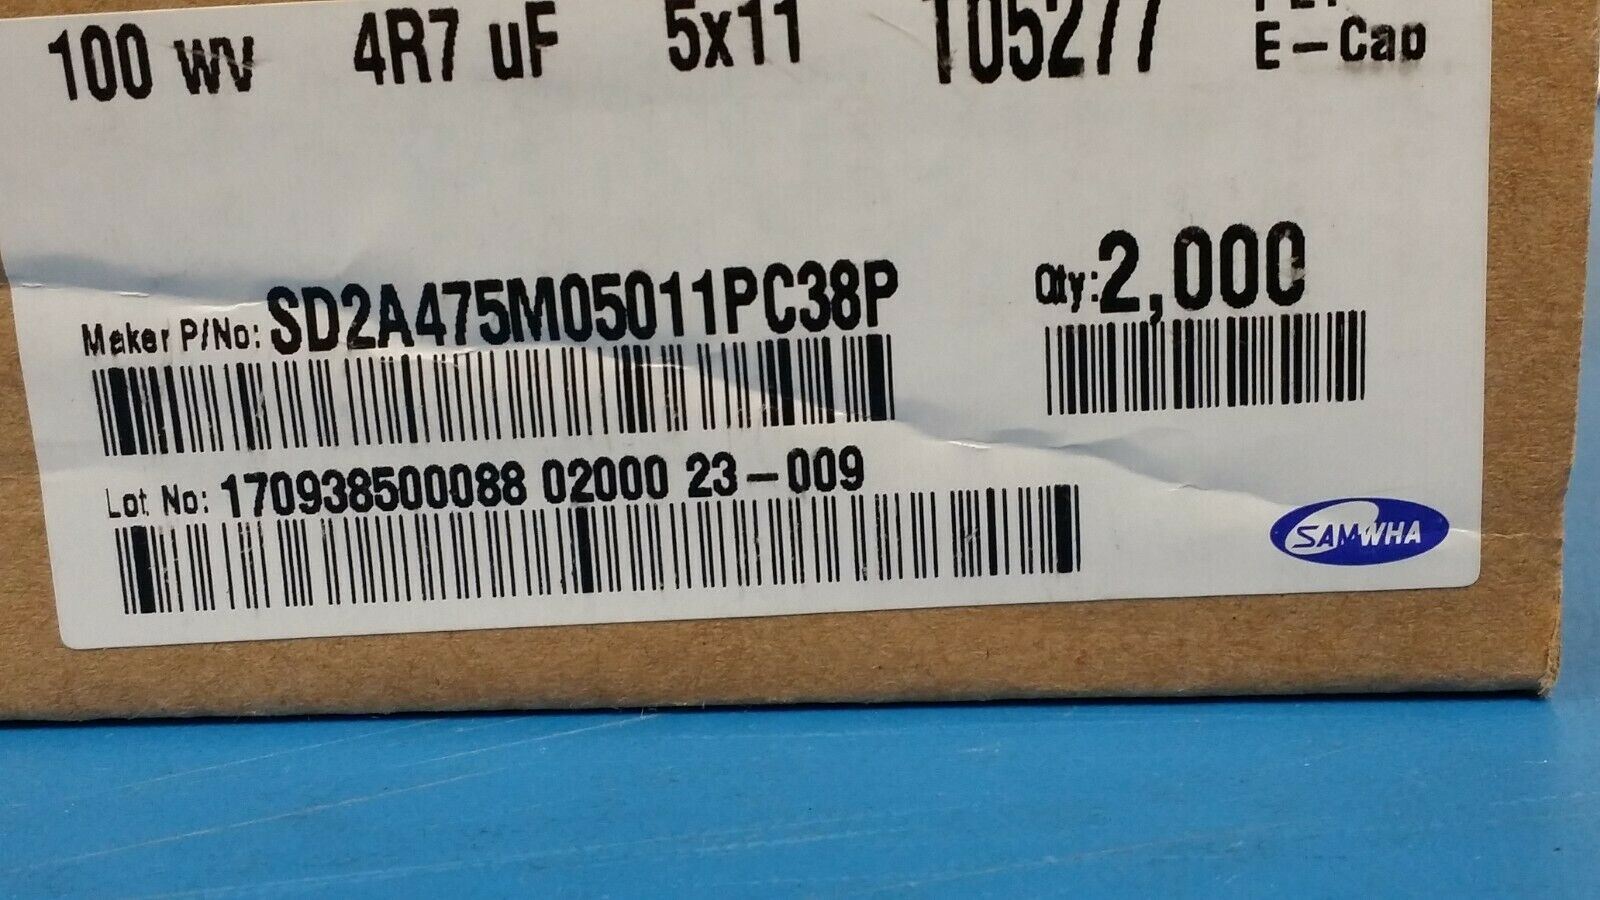 100 wv 4R7 uF 5x11 T05277
E-Cap
Maker P/No: SD2A475M05011PC38P Qty: 2,000
Lot No: 170938500088 02000 23-009
SAMWHA